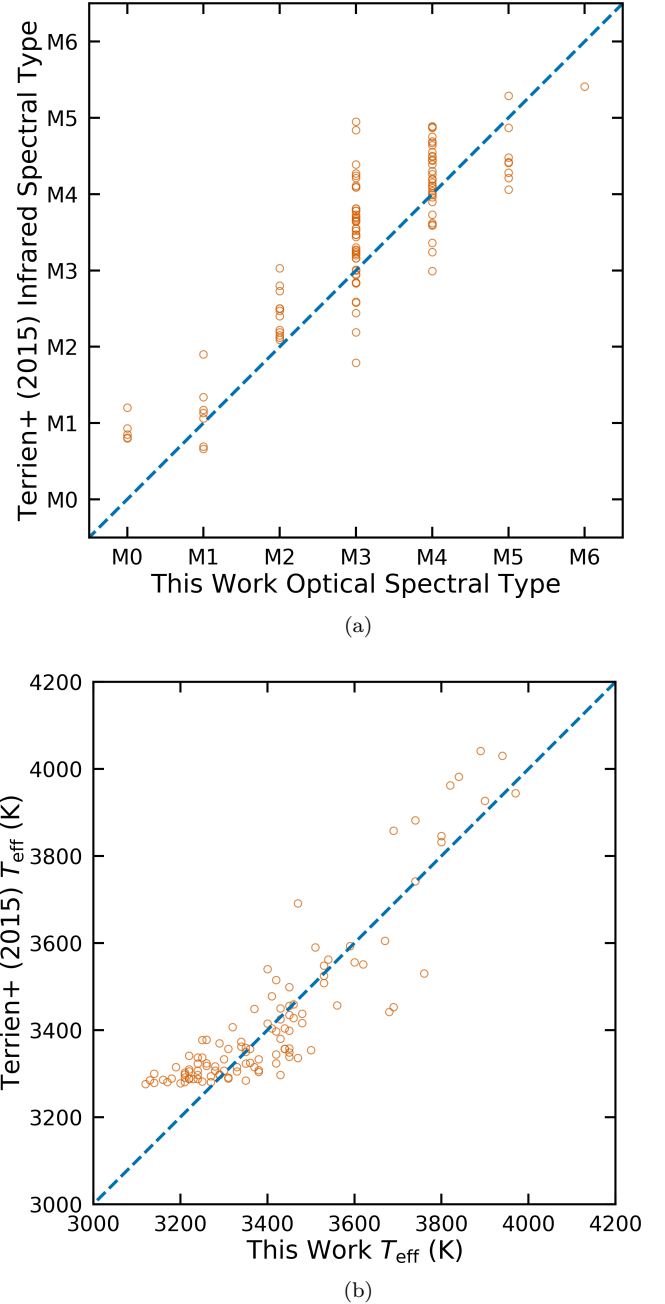 M6
M5
M4
M3
M2
M1
M0
Terrien+ (2015) Infrared Spectral Type
M0 M1 M2 M3 M4 M5 M6
This Work Optical Spectral Type
(a)
4200
4000
3800
3600
3400
3200
3000
Terrien+ (2015) Teff (K)
3000 3200 3400 3600 3800 4000 4200
This Work Teff (K)
(b)